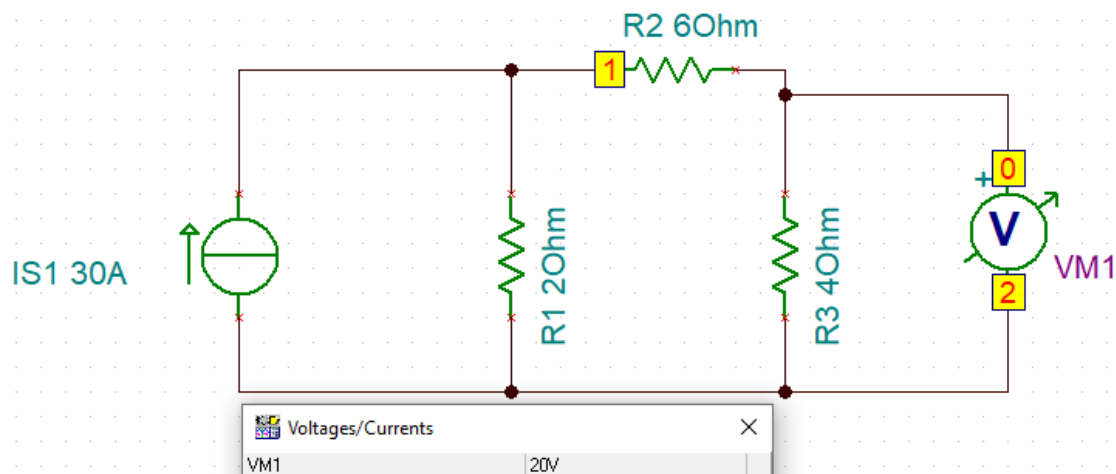 R2 6Ohm
1
0
+
V
IS1 30A
R1 2Ohm
R3 4Ohm
VM1
2
Voltages/Currents
VM1 20V